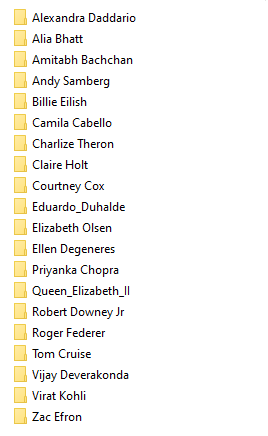 Alexandra Daddario
Alia Bhatt
Amitabh Bachchan
Andy Samberg
Billie Eilish
Camila Cabello
Charlize Theron
Claire Holt
Courtney Cox
Eduardo_Duhalde
Elizabeth Olsen
Ellen Degeneres
Priyanka Chopra
Queen_Elizabeth_II
Robert Downey Jr
Roger Federer
Tom Cruise
Vijay Deverakonda
Virat Kohli
Zac Efron